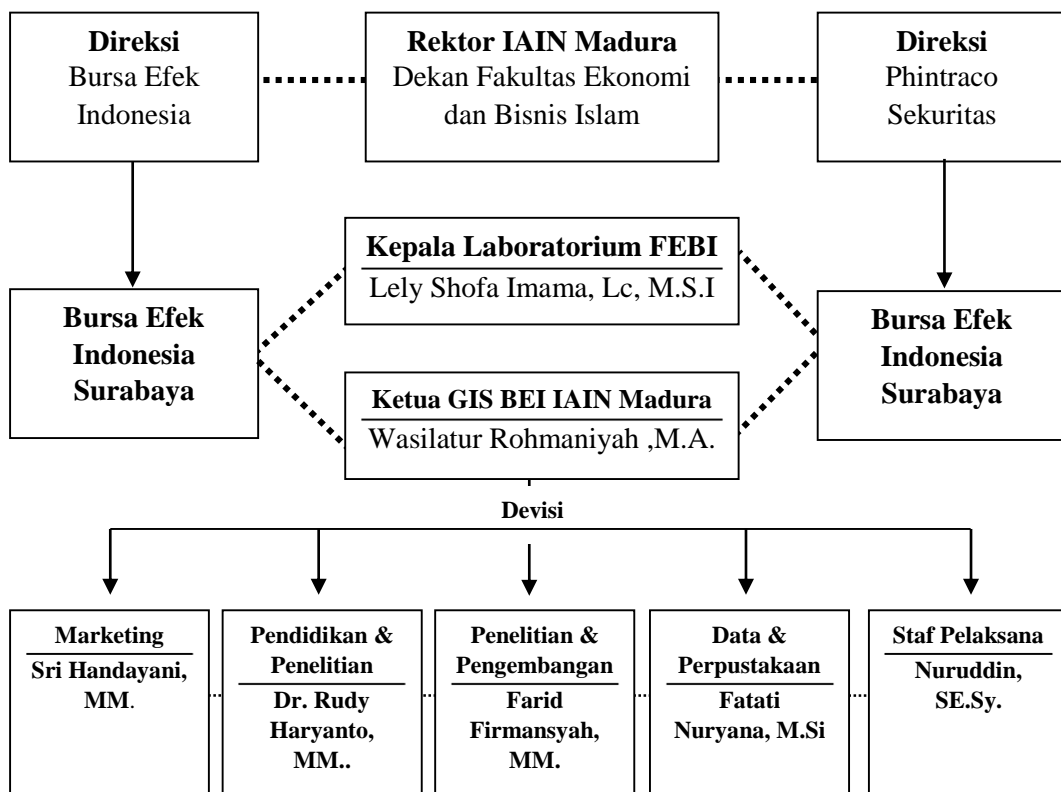 Direksi
Bursa Efek
Indonesia
Rektor IAIN Madura
Dekan Fakultas Ekonomi
dan Bisnis Islam
Direksi
Phintraco
Sekuritas
Kepala Laboratorium FEBI
Lely Shofa Imama, Lc, M.S.I
Bursa Efek
Indonesia
Surabaya
Bursa Efek
Indonesia
Surabaya
Ketua GIS BEI IAIN Madura
Wasilatur Rohmaniyah ,M.A.
Devisi
Marketing
Sri Handayani,
MM.
Pendidikan &
Penelitian
Dr. Rudy
Haryanto,
MM..
Penelitian &
Pengembangan
Farid
Firmansyah,
MM.
Data &
Perpustakaan
Fatati
Nuryana, M.Si
Staf Pelaksana
Nuruddin,
SE.Sy.